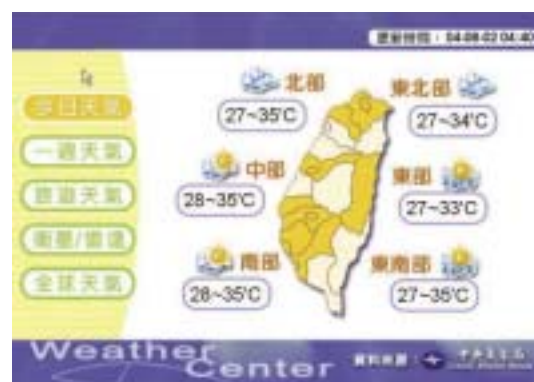 更新時間：04-08-02 04:40
今日天氣
一週天氣
旅遊天氣
衛星/雷達
全球天氣
北部
27~35℃
東北部
27~34℃
中部
28~35℃
東部
27~33℃
南部
28~35℃
東南部
27~35℃
Weather
Center
資料來源：